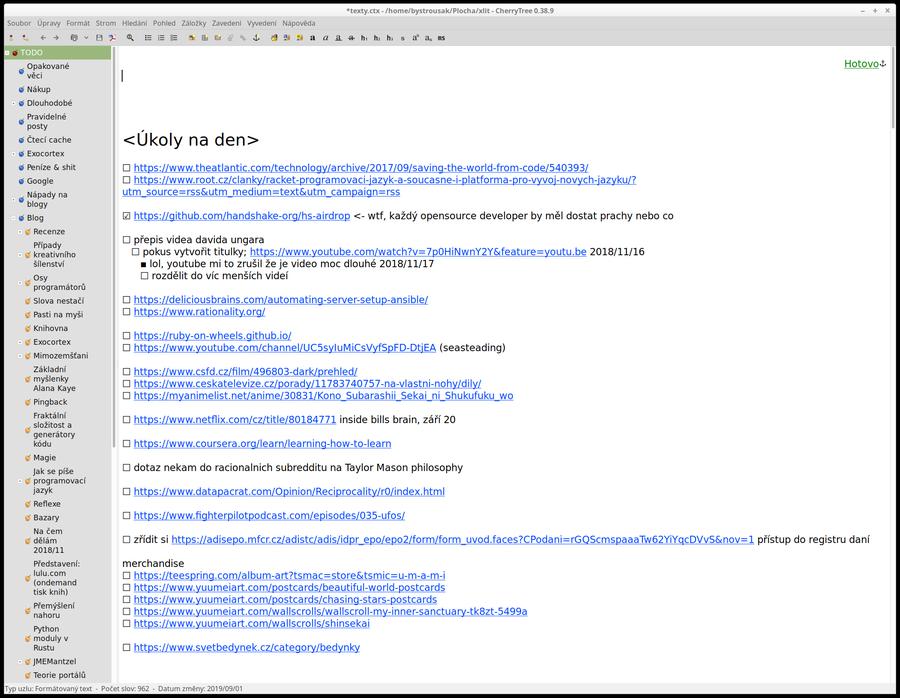 *texty.ctx - /home/bystrousak/Plocha/xlit - CherryTree 0.38.9
Soubor Úpravy Formát Strom Hledání Pohled Záložky Zavedení Vyvedení Nápověda
TODO
Opakované
věci
Nákup
Dlouhodobé
Pravidelné
posty
Čtecí cache
Exocortex
Peníze & shit
Google
Nápady na
blogy
Blog
Recenze
Případy
kreativního
šílenství
Osy
programátorů
Slova nestačí
Pasti na myši
Knihovna
Exocortex
Mimozemšťani
Základní
myšlenky
Alana Kaye
Pingback
Fraktální
složitost a
generátory
kódu
Magie
Jak se píše
programovací
jazyk
Reflexe
Bazary
Na čem
dělám
2018/11
Představení:
lulu.com
(ondemand
tisk knih)
Přemýšlení
nahoru
Python
moduly v
Rustu
JMEMantzel
Teorie portálů
Hotovo
<Úkoly na den>
☐ https://www.theatlantic.com/technology/archive/2017/09/saving-the-world-from-code/540393/
☐ https://www.root.cz/clanky/racket-programovaci-jazyk-a-soucasne-i-platforma-pro-vyvoj-novych-jazyku/?
utm_source=rss&utm_medium=text&utm_campaign=rss
☑ https://github.com/handshake-org/hs-airdrop <- wtf, každý opensource developer by měl dostat prachy nebo co
☐ přepis videa davida ungara
☐ pokus vytvořit titulky; https://www.youtube.com/watch?v=7p0HiNwnY2Y&feature=youtu.be 2018/11/16
▪ lol, youtube mi to zrušil že je video moc dlouhé 2018/11/17
☐ rozdělit do víc menších videí
☐ https://deliciousbrains.com/automating-server-setup-ansible/
☐ https://www.rationality.org/
☐ https://ruby-on-wheels.github.io/
☐ https://www.youtube.com/channel/UC5syIuMiCsVyfSpFD-DtjEA (seasteading)
☐ https://www.csfd.cz/film/496803-dark/prehled/
☐ https://www.ceskatelevize.cz/porady/11783740757-na-vlastni-nohy/dily/
☐ https://myanimelist.net/anime/30831/Kono_Subarashii_Sekai_ni_Shukufuku_wo
☐ https://www.netflix.com/cz/title/80184771 inside bills brain, září 20
☐ https://www.coursera.org/learn/learning-how-to-learn
☐ dotaz nekam do racionalnich subredditu na Taylor Mason philosophy
☐ https://www.datapacrat.com/Opinion/Reciprocality/r0/index.html
☐ https://www.fighterpilotpodcast.com/episodes/035-ufos/
☐ zřídit si https://adisepo.mfcr.cz/adistc/adis/idpr_epo/epo2/form/form_uvod.faces?CPodani=rGQScmspaaaTw62YiYqcDVvS&nov=1 přístup do registru daní
merchandise
☐ https://teespring.com/album-art?tsmac=store&tsmic=u-m-a-m-i
☐ https://www.yuumeiart.com/postcards/beautiful-world-postcards
☐ https://www.yuumeiart.com/postcards/chasing-stars-postcards
☐ https://www.yuumeiart.com/wallscrolls/wallscroll-my-inner-sanctuary-tk8zt-5499a
☐ https://www.yuumeiart.com/wallscrolls/shinsekai
☐ https://www.svetbedynek.cz/category/bedynky
Typ uzlu: Formátovaný text - Počet slov: 962 - Datum změny: 2019/09/01